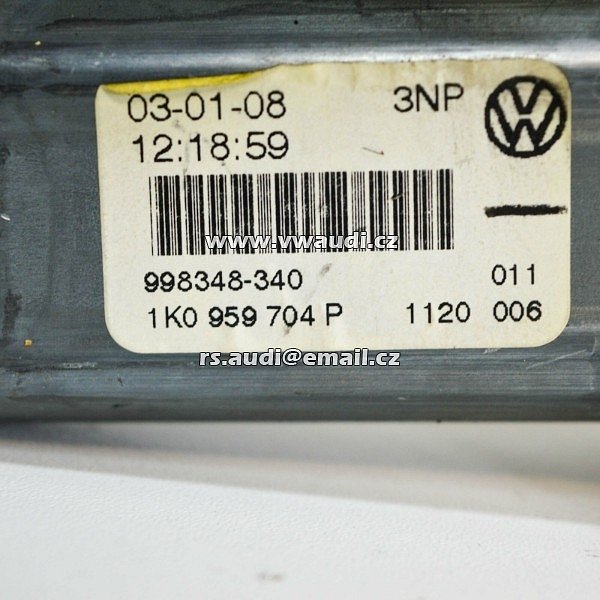 03-01-08 3NP
12:18:59
www.vwaudi.cz
998348-340 011
1K0 959 704 P 1120 006
rs.audi@email.cz